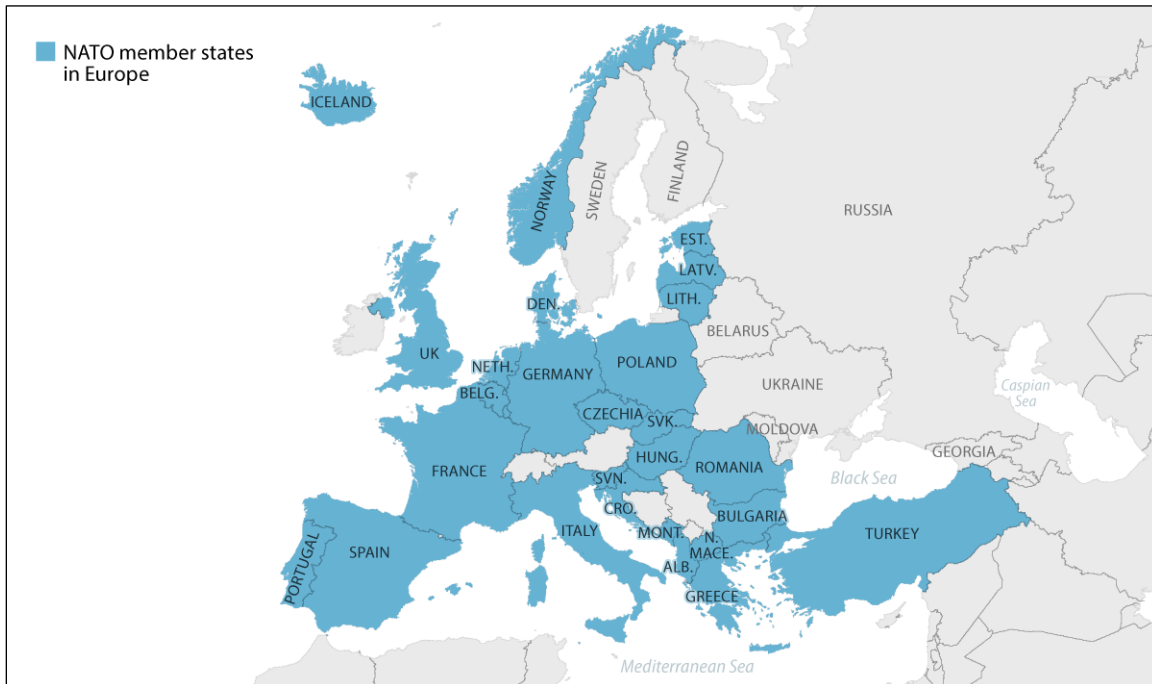 NATO member states
in Europe
ICELAND
NORWAY
SWEDEN
FINLAND
RUSSIA
EST.
LATV.
LITH.
DEN.
BELARUS
UK
NETH.
GERMANY
POLAND
BELG.
UKRAINE
Caspian
Sea
CZECHIA
SVK.
MOLDOVA
FRANCE
HUNG.
ROMANIA
GEORGIA
SVN.
Black Sea
CRO.
BULGARIA
ITALY
MONT.
N.
MACE.
TURKEY
PORTUGAL
SPAIN
ALB.
GREECE
Mediterranean Sea